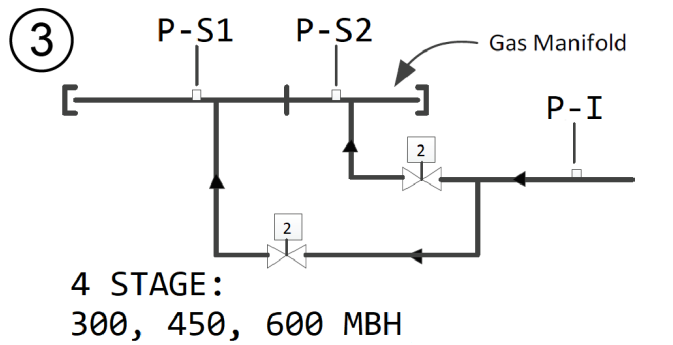 3
P-S1
P-S2
Gas Manifold
P-I
2
2
4 STAGE:
300, 450, 600 MBH